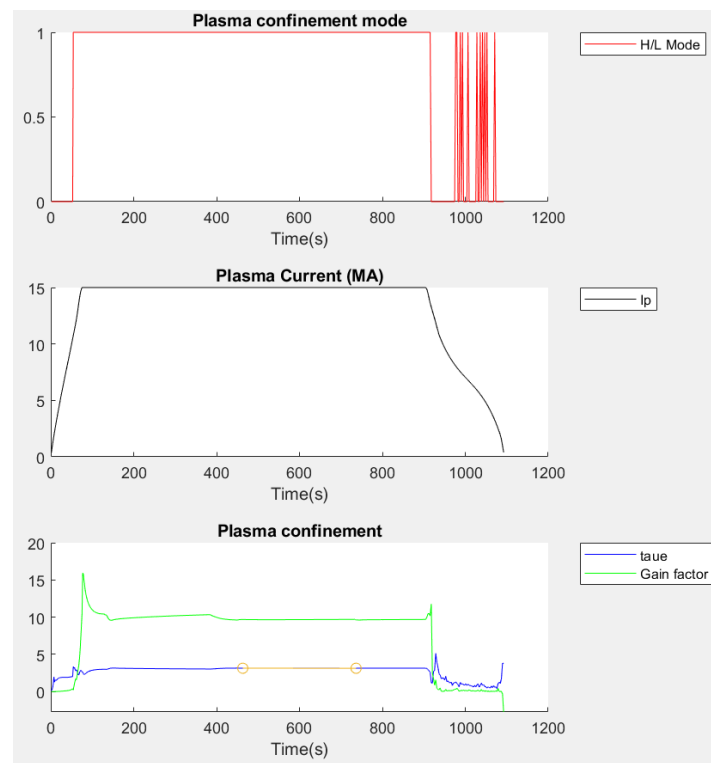 Plasma confinement mode
1
0.5
0
0 200 400 600 800 1000 1200
Time(s)
H/L Mode
Plasma Current (MA)
15
10
5
0
0 200 400 600 800 1000 1200
Time(s)
Ip
Plasma confinement
20
15
10
5
0
0 200 400 600 800 1000 1200
Time(s)
taue
Gain factor